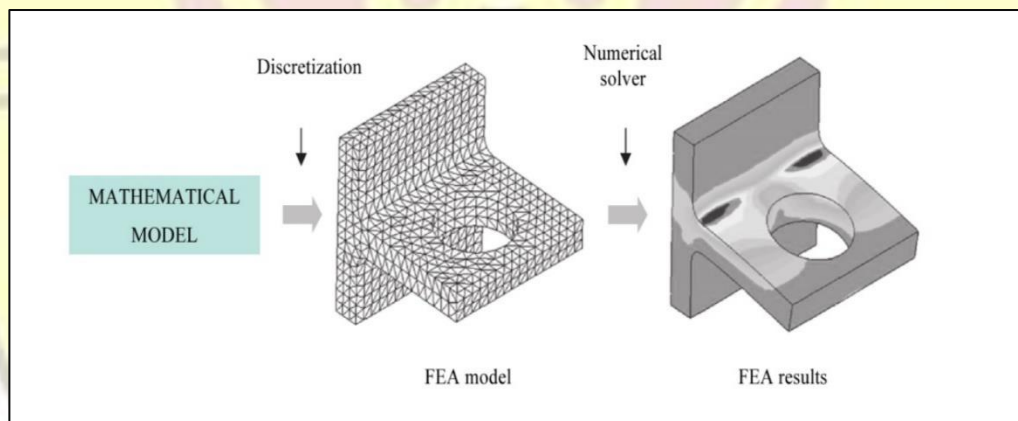 Discretization
Numerical
solver
MATHEMATICAL
MODEL
FEA model
FEA results